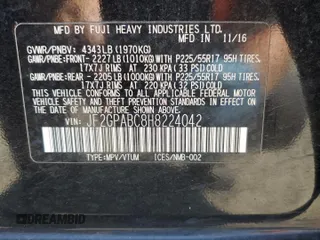 MFD BY FUJI HEAVY INDUSTRIES LTD. IN 11/16
GVWR/PNBV: 4343LB (1970KG)
GAWR/PNBE-FRONT- 2227 LB (1010KG) WITH P225/55R17 95H TIRES,
17X7J RIMS AT 230 KPA (33 PSI) COLD
GAWR/PNBE-REAR - 2205 LB (1000KG) WITH P225/55R17 95H TIRES,
17X7J RIMS AT 220 KPA (32 PSI) COLD
THIS VEHICLE CONFORMS TO ALL APPLICABLE
FEDERAL MOTOR VEHICLE SAFETY STANDARDS IN EFFECT
ON THE DATE OF MANUFACTURE SHOWN ABOVE.
VIN: JF2GPABC8H8224042
TYPE:MPV/VTUM ICES/NMB-002
DREAMBID